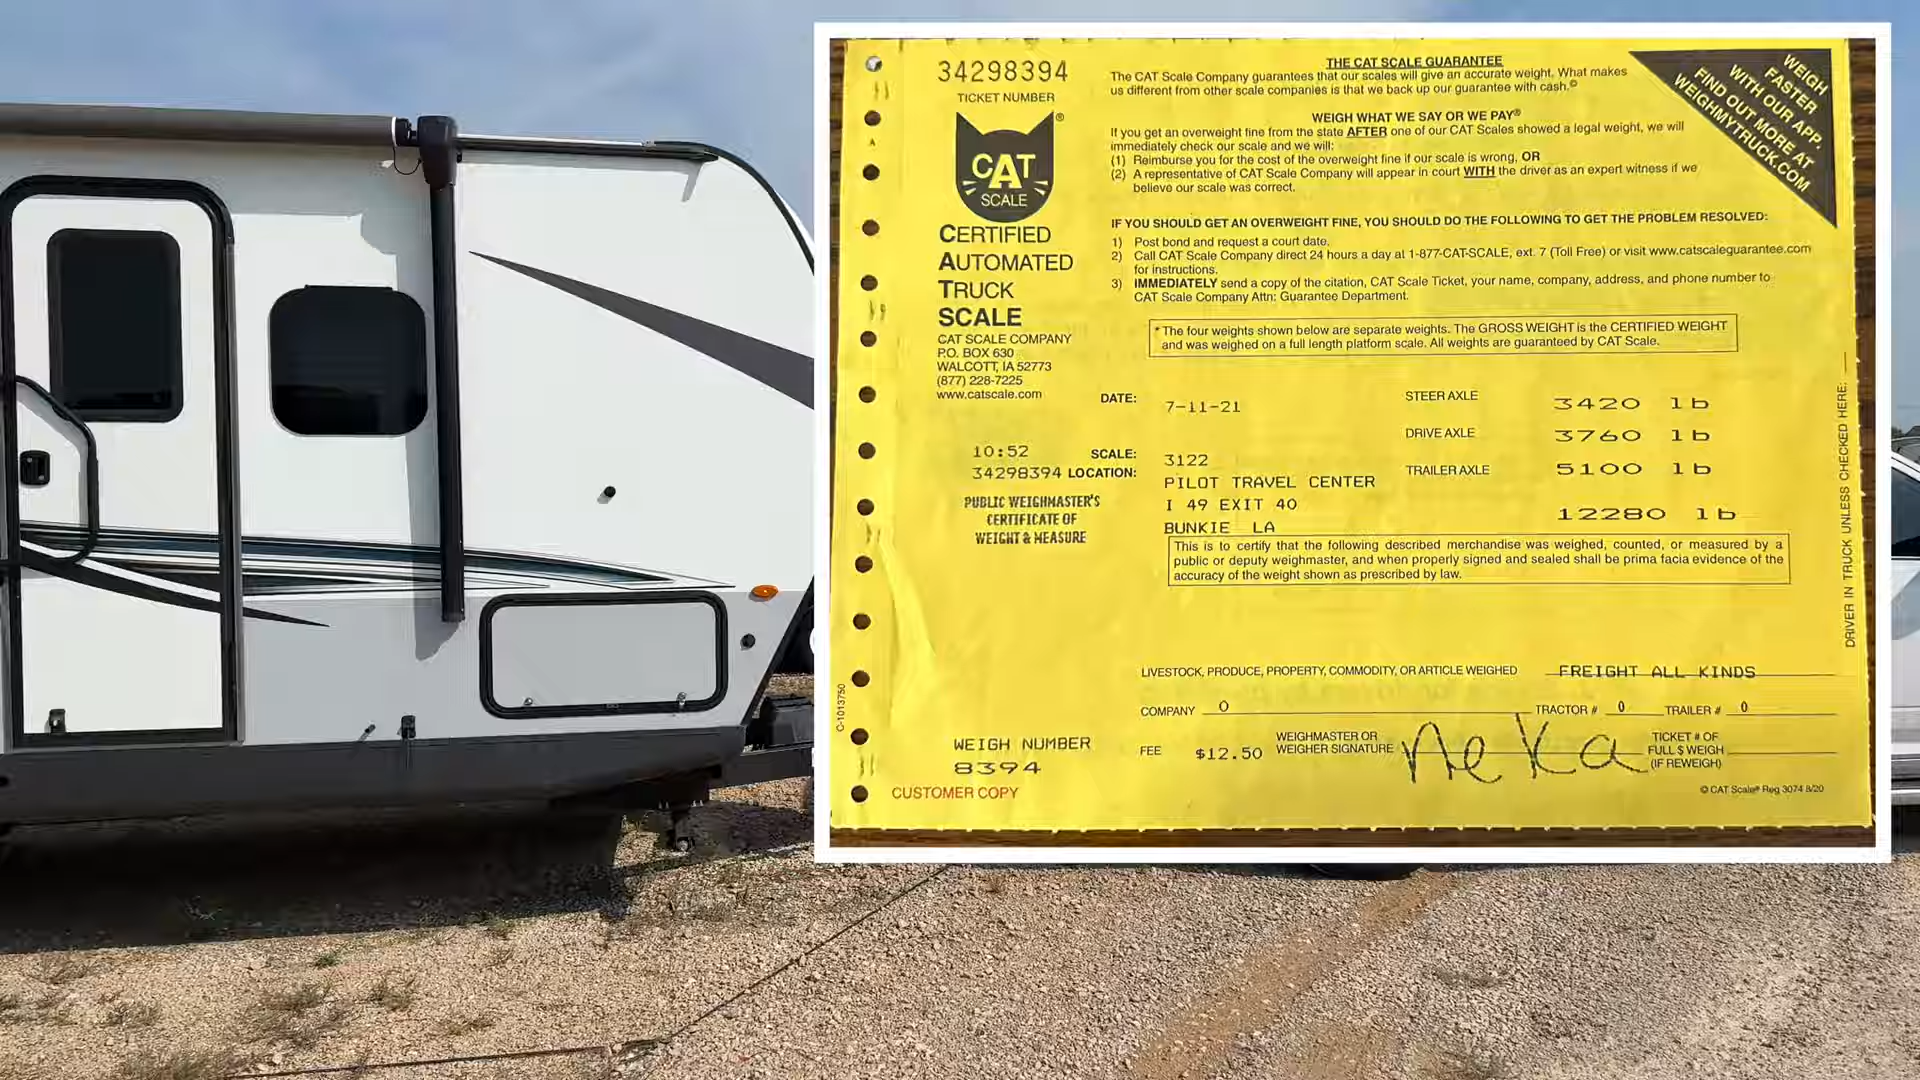 34298394
TICKET NUMBER
CAT
SCALE
®
CERTIFIED
AUTOMATED
TRUCK
SCALE
CAT SCALE COMPANY
P.O. BOX 630
WALCOTT, IA 52773
(877) 228-7225
www.catscale.com
THE CAT SCALE GUARANTEE
The CAT Scale Company guarantees that our scales will give an accurate weight. What makes
us different from other scale companies is that we back up our guarantee with cash.©
WEIGH WHAT WE SAY OR WE PAY®
If you get an overweight fine from the state AFTER one of our CAT Scales showed a legal weight, we will
immediately check our scale and we will:
(1) Reimburse you for the cost of the overweight fine if our scale is wrong, OR
(2) A representative of CAT Scale Company will appear in court WITH the driver as an expert witness if we
believe our scale was correct.
IF YOU SHOULD GET AN OVERWEIGHT FINE, YOU SHOULD DO THE FOLLOWING TO GET THE PROBLEM RESOLVED:
1) Post bond and request a court date.
2) Call CAT Scale Company direct 24 hours a day at 1-877-CAT-SCALE, ext. 7 (Toll Free) or visit www.catscaleguarantee.com
for instructions.
3) IMMEDIATELY send a copy of the citation, CAT Scale Ticket, your name, company, address, and phone number to
CAT Scale Company Attn: Guarantee Department.
* The four weights shown below are separate weights. The GROSS WEIGHT is the CERTIFIED WEIGHT
and was weighed on a full length platform scale. All weights are guaranteed by CAT Scale.
WEIGH
FASTER
WITH OUR APP.
FIND OUT MORE AT
WEIGHMYTRUCK.COM
DATE: 7-11-21
STEER AXLE 3420 lb
DRIVE AXLE 3760 lb
10:52 SCALE: 3122
34298394 LOCATION: PILOT TRAVEL CENTER
TRAILER AXLE 5100 lb
I 49 EXIT 40
BUNKIE LA
12280 lb
PUBLIC WEIGHMASTER'S
CERTIFICATE OF
WEIGHT & MEASURE
This is to certify that the following described merchandise was weighed, counted, or measured by a
public or deputy weighmaster, and when properly signed and sealed shall be prima facia evidence of the
accuracy of the weight shown as prescribed by law.
DRIVER IN TRUCK UNLESS CHECKED HERE:
LIVESTOCK, PRODUCE, PROPERTY, COMMODITY, OR ARTICLE WEIGHED FREIGHT ALL KINDS
COMPANY 0 TRACTOR # 0 TRAILER # 0
FEE $12.50
WEIGHMASTER OR
WEIGHER SIGNATURE
Neka
TICKET # OF
FULL $ WEIGH
(IF REWEIGH)
WEIGH NUMBER
8394
CUSTOMER COPY
© CAT Scale® Reg 3074 8/20
C-1013750